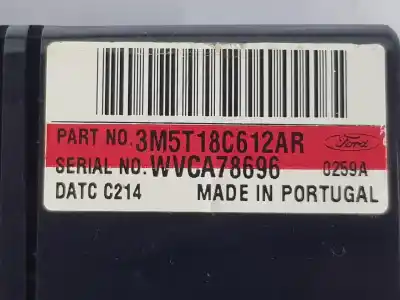 PART NO. 3M5T18C612AR Ford
SERIAL NO. WVCA78696 0259A
DATC C214 MADE IN PORTUGAL